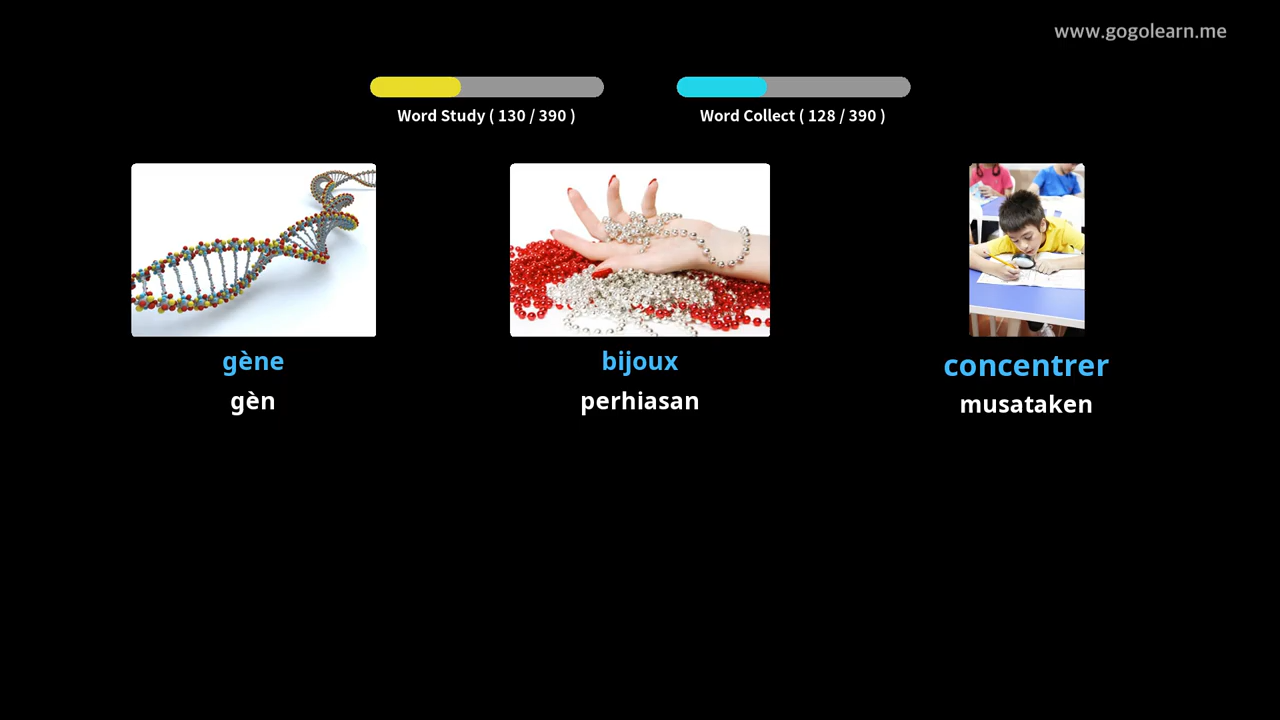 www.gogolearn.me
Word Study ( 130 / 390 )
Word Collect ( 128 / 390 )
gène
bijoux
concentrer
gèn
perhiasan
musataken